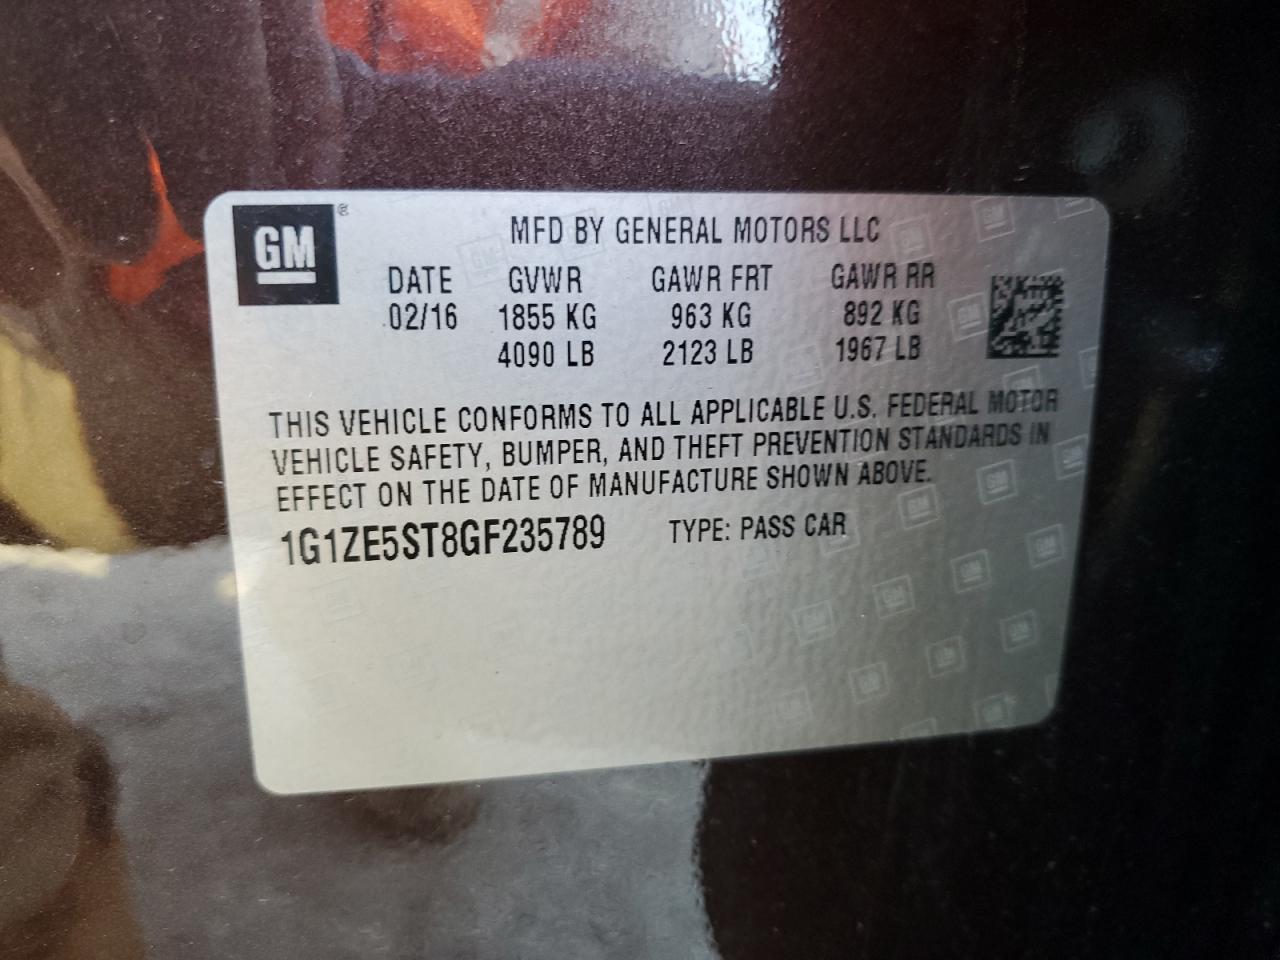 GM ®
MFD BY GENERAL MOTORS LLC
DATE GVWR GAWR FRT GAWR RR
02/16 1855 KG 963 KG 892 KG
4090 LB 2123 LB 1967 LB
THIS VEHICLE CONFORMS TO ALL APPLICABLE U.S. FEDERAL MOTOR
VEHICLE SAFETY, BUMPER, AND THEFT PREVENTION STANDARDS IN
EFFECT ON THE DATE OF MANUFACTURE SHOWN ABOVE.
1G1ZE5ST8GF235789 TYPE: PASS CAR